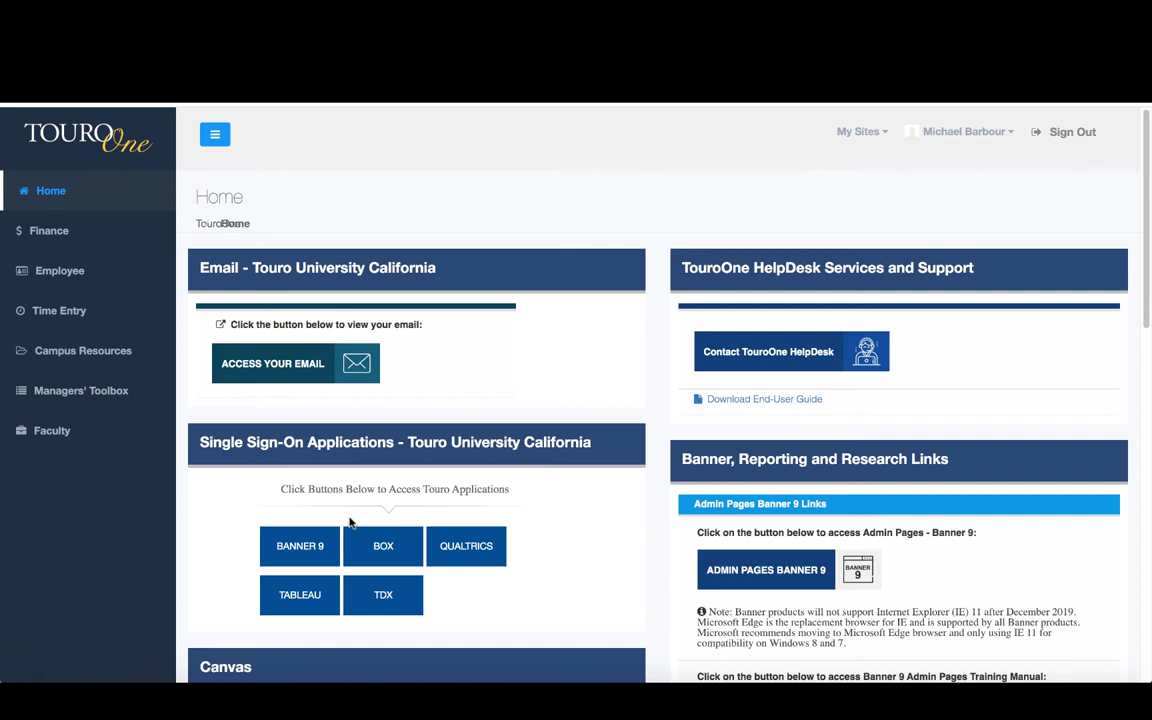 TOURO One
My Sites
Michael Barbour
Sign Out
Home
Finance
Employee
Time Entry
Campus Resources
Managers' Toolbox
Faculty
Home
Home
Email - Touro University California
Click the button below to view your email:
ACCESS YOUR EMAIL
Single Sign-On Applications - Touro University California
Click Buttons Below to Access Touro Applications
BANNER 9
BOX
QUALTRICS
TABLEAU
TDX
Canvas
TouroOne HelpDesk Services and Support
Contact TouroOne HelpDesk
Download End-User Guide
Banner, Reporting and Research Links
Admin Pages Banner 9 Links
Click on the button below to access Admin Pages - Banner 9:
ADMIN PAGES BANNER 9
BANNER
9
Note: Banner products will not support Internet Explorer (IE) 11 after December 2019.
Microsoft Edge is the replacement browser for IE and is supported by all Banner products.
Microsoft recommends moving to Microsoft Edge browser and only using IE 11 for
compatibility on Windows 8 and 7.
Click on the button below to access Banner 9 Admin Pages Training Manual: